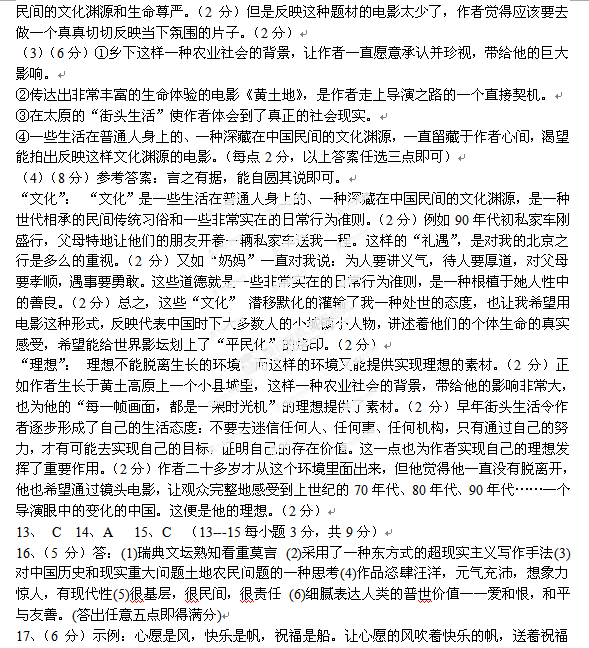 民间的文化渊源和生命尊严。（2 分）但是反映这种题材的电影太少了，作者觉得应该要去
做一个真真切切反映当下氛围的片子。（2 分）
（3）（6 分）①乡下这样一种农业社会的背景，让作者一直愿意承认并珍视，带给他的巨大
影响。
②传达出非常丰富的生命体验的电影《黄土地》，是作者走上导演之路的一个直接契机。
③在太原的“街头生活”使作者体会到了真正的社会现实。
④一些生活在普通人身上的、一种深藏在中国民间的文化渊源，一直留藏于作者心间，渴望
能拍出反映这样文化渊源的电影。（每点 2 分，以上答案任选三点即可）
（4）（8 分）参考答案：言之有据，能自圆其说即可。
“文化”： “文化”是一些生活在普通人身上的、一种深藏在中国民间的文化渊源，是一种
世代相承的民间传统习俗和一些非常实在的日常行为准则。（2 分）例如 90 年代初私家车刚
盛行，父母特地让他们的朋友开着一辆私家车送我一程。这样的“礼遇”，是对我的北京之
行是多么的重视。（2 分）又如“奶妈”一直对我说：为人要讲义气，待人要厚道，对父母
要孝顺，遇事要勇敢。这些道德就是一些非常实在的日常行为准则，是一种根植于她人性中
的善良。（2 分）总之，这些“文化” 潜移默化的灌输了我一种处世的态度，也让我希望用
电影这种形式，反映代表中国时下大多数人的小城镇小人物，讲述着他们的个体生命的真实
感受，希望能给世界影坛划上了“平民化”的烙印。（2 分）
“理想”： 理想不能脱离生长的环境，而这样的环境又能提供实现理想的素材。（2 分）正
如作者生长于黄土高原上一个小县城里，这样一种农业社会的背景，带给他的影响非常大，
也为他的“每一帧画面，都是一架时光机”的理想提供了素材。（2 分）早年街头生活令作
者逐步形成了自己的生活态度：不要去迷信任何人、任何事、任何机构，只有通过自己的努
力，才有可能去实现自己的目标，证明自己的存在价值。这一点也为作者实现自己的理想发
挥了重要作用。（2 分）作者二十多岁才从这个环境里面出来，但他觉得他一直没有脱离开，
他也希望通过镜头电影，让观众完整地感受到上世纪的 70 年代、80 年代、90 年代……一个
导演眼中的变化的中国。这便是他的理想。（2 分）
13、 C 14、A 15、C （13---15 每小题 3 分，共 9 分）
16、（5 分）答：(1)瑞典文坛熟知看重莫言 (2)采用了一种东方式的超现实主义写作手法(3)
对中国历史和现实重大问题土地农民问题的一种思考(4)作品恣肆汪洋，元气充沛，想象力
惊人，有现代性(5)很基层，很民间，很责任 (6)细腻表达人类的普世价值——爱和恨，和平
与友善。(答出任意五点即得满分)
17、（6 分）示例：心愿是风，快乐是帆，祝福是船。让心愿的风吹着快乐的帆，送着祝福